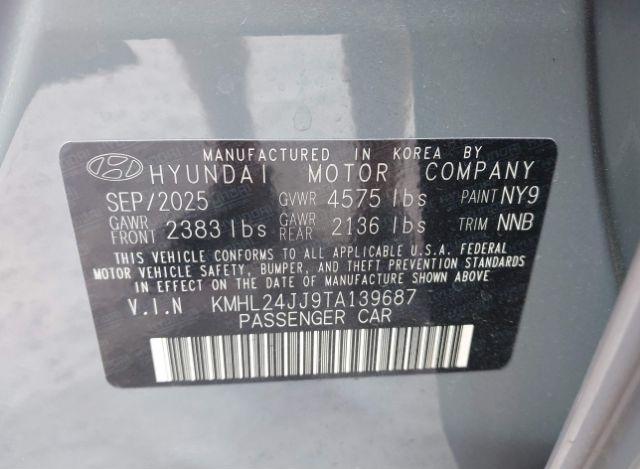 MANUFACTURED IN KOREA BY
HYUNDAI MOTOR COMPANY
SEP/2025 GVWR 4575 lbs PAINT NY9
GAWR FRONT 2383 lbs GAWR REAR 2136 lbs TRIM NNB
THIS VEHICLE CONFORMS TO ALL APPLICABLE U.S.A. FEDERAL
MOTOR VEHICLE SAFETY, BUMPER, AND THEFT PREVENTION STANDARDS
IN EFFECT ON THE DATE OF MANUFACTURE SHOWN ABOVE.
V.I.N KMHL24JJ9TA139687
PASSENGER CAR